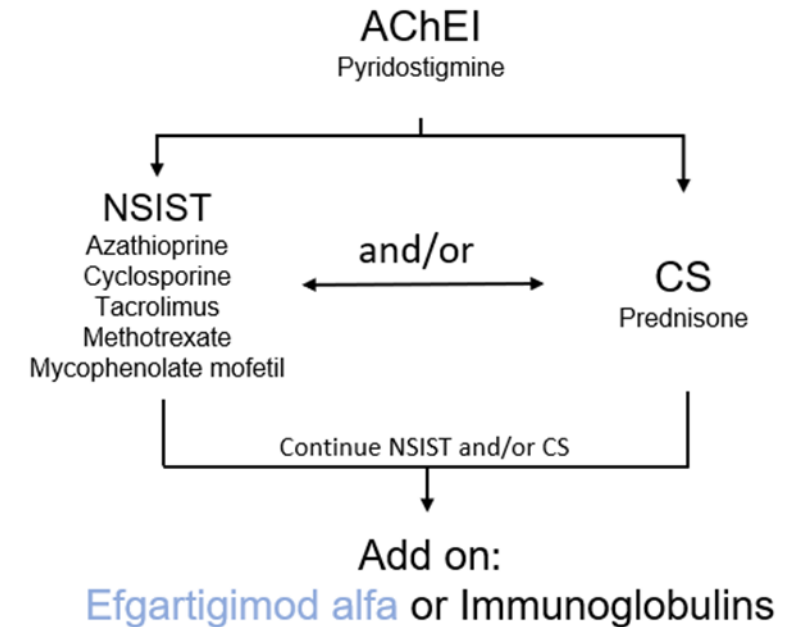 AChEI
Pyridostigmine
NSIST
Azathioprine
Cyclosporine
Tacrolimus
Methotrexate
Mycophenolate mofetil
and/or
CS
Prednisone
Continue NSIST and/or CS
Add on:
Efgartigimod alfa or Immunoglobulins